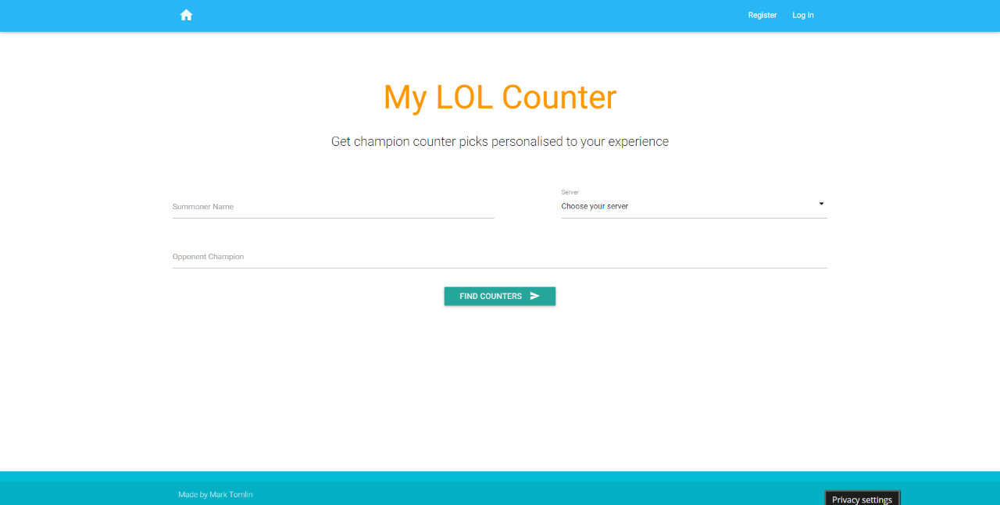 Register
Log In
My LOL Counter
Get champion counter picks personalised to your experience
Server
Summoner Name
Choose your server
Opponent Champion
FIND COUNTERS
Made by Mark Tomlin
Privacy settings